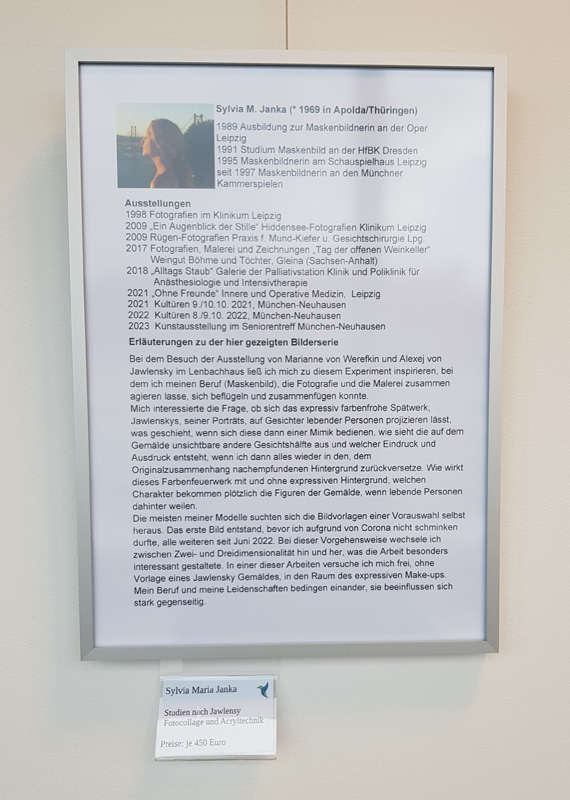 Sylvia M. Janka (* 1969 in Apolda/Thüringen)
1989 Ausbildung zur Maskenbildnerin an der Oper
Leipzig
1991 Studium Maskenbild an der HfBK Dresden
1995 Maskenbildnerin am Schauspielhaus Leipzig
seit 1997 Maskenbildnerin an den Münchner
Kammerspielen
Ausstellungen
1998 Fotografien im Klinikum Leipzig
2009 „Ein Augenblick der Stille“ Hiddensee-Fotografien Klinikum Leipzig
2009 Rügen-Fotografien Praxis f. Mund-Kiefer u. Gesichtschirurgie Lpg.
2017 Fotografien, Malerei und Zeichnungen „Tag der offenen Weinkeller“
Weingut Böhme und Töchter, Gleina (Sachsen-Anhalt)
2018 „Alltags Staub“ Galerie der Palliativstation Klinik und Poliklinik für
Anästhesiologie und Intensivtherapie
2021 „Ohne Freunde“ Innere und Operative Medizin, Leipzig
2021 Kultüren 9./10.10. 2021, München-Neuhausen
2022 Kultüren 8./9.10. 2022, München-Neuhausen
2023 Kunstausstellung im Seniorentreff München-Neuhausen
Erläuterungen zu der hier gezeigten Bilderserie
Bei dem Besuch der Ausstellung von Marianne von Werefkin und Alexej von
Jawlensky im Lenbachhaus ließ ich mich zu diesem Experiment inspirieren, bei
dem ich meinen Beruf (Maskenbild), die Fotografie und die Malerei zusammen
agieren lasse, sich beflügeln und zusammenfügen konnte.
Mich interessierte die Frage, ob sich das expressiv farbenfrohe Spätwerk,
Jawlenskys, seiner Porträts, auf Gesichter lebender Personen projizieren lässt,
was geschieht, wenn sich diese dann einer Mimik bedienen, wie sieht die auf dem
Gemälde unsichtbare andere Gesichtshälfte aus und welcher Eindruck und
Ausdruck entsteht, wenn ich dann alles wieder in den, dem
Originalzusammenhang nachempfundenen Hintergrund zurückversetze. Wie wirkt
dieses Farbenfeuerwerk mit und ohne expressiven Hintergrund, welchen
Charakter bekommen plötzlich die Figuren der Gemälde, wenn lebende Personen
dahinter weilen.
Die meisten meiner Modelle suchten sich die Bildvorlagen einer Vorauswahl selbst
heraus. Das erste Bild entstand, bevor ich aufgrund von Corona nicht schminken
durfte, alle weiteren seit Juni 2022. Bei dieser Vorgehensweise wechsele ich
zwischen Zwei- und Dreidimensionalität hin und her, was die Arbeit besonders
interessant gestaltete. In einer dieser Arbeiten versuche ich mich frei, ohne
Vorlage eines Jawlensky Gemäldes, in den Raum des expressiven Make-ups.
Mein Beruf und meine Leidenschaften bedingen einander, sie beeinflussen sich
stark gegenseitig.
Sylvia Maria Janka
Studien nach Jawlensy
Fotocollage und Acryltechnik
Preise: je 450 Euro